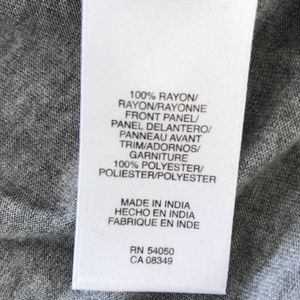 100% RAYON/
RAYON/RAYONNE
FRONT PANEL/
PANEL DELANTERO/
PANNEAU AVANT
TRIM/ADORNOS/
GARNITURE
100% POLYESTER/
POLIESTER/POLYESTER
MADE IN INDIA
HECHO EN INDIA
FABRIQUE EN INDE
RN 54050
CA 08349